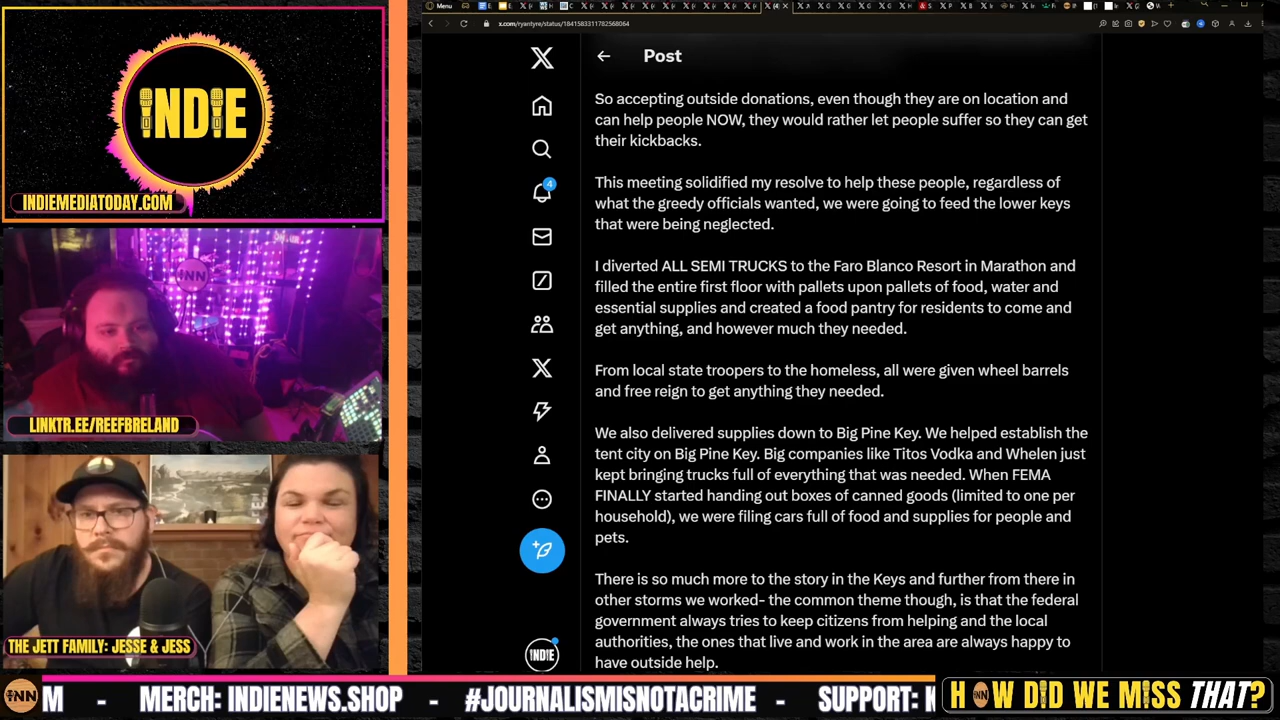 Menu
x.com/ryantyre/status/1841583311782568064
Post
4
So accepting outside donations, even though they are on location and
can help people NOW, they would rather let people suffer so they can get
their kickbacks.
This meeting solidified my resolve to help these people, regardless of
what the greedy officials wanted, we were going to feed the lower keys
that were being neglected.
I diverted ALL SEMI TRUCKS to the Faro Blanco Resort in Marathon and
filled the entire first floor with pallets upon pallets of food, water and
essential supplies and created a food pantry for residents to come and
get anything, and however much they needed.
From local state troopers to the homeless, all were given wheel barrels
and free reign to get anything they needed.
We also delivered supplies down to Big Pine Key. We helped establish the
tent city on Big Pine Key. Big companies like Titos Vodka and Whelen just
kept bringing trucks full of everything that was needed. When FEMA
FINALLY started handing out boxes of canned goods (limited to one per
household), we were filing cars full of food and supplies for people and
pets.
There is so much more to the story in the Keys and further from there in
other storms we worked- the common theme though, is that the federal
government always tries to keep citizens from helping and the local
authorities, the ones that live and work in the area are always happy to
have outside help.
INDIE
INDIEMEDIATODAY.COM
INN
LINKTR.EE/REEFBRELAND
THE JETT FAMILY: JESSE & JESS
IND!E
INN
M - MERCH: INDIENEWS.SHOP - #JOURNALISMISNOTACRIME - SUPPORT: K
HOW DID WE MISS THAT?